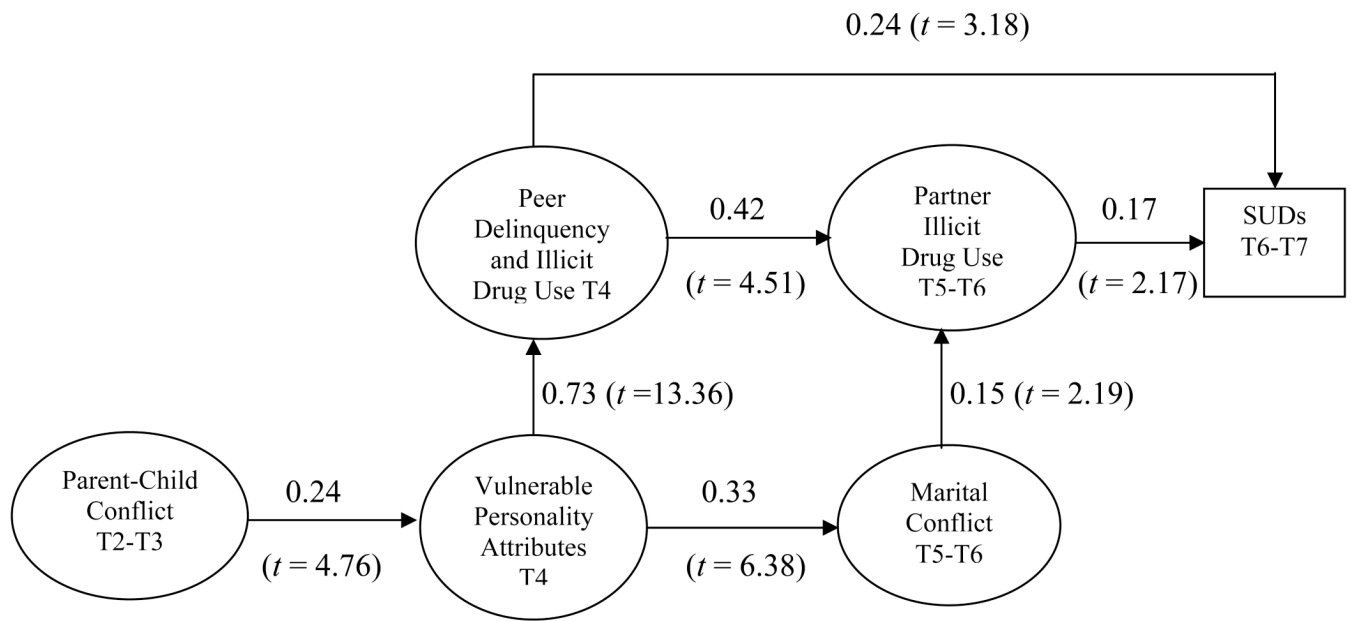 0.24 (t = 3.18)
Peer
Delinquency
and Illicit
Drug Use T4
0.42
(t = 4.51)
Partner
Illicit
Drug Use
T5-T6
0.17
(t = 2.17)
SUDs
T6-T7
0.73 (t =13.36)
0.15 (t = 2.19)
Parent-Child
Conflict
T2-T3
0.24
(t = 4.76)
Vulnerable
Personality
Attributes
T4
0.33
(t = 6.38)
Marital
Conflict
T5-T6